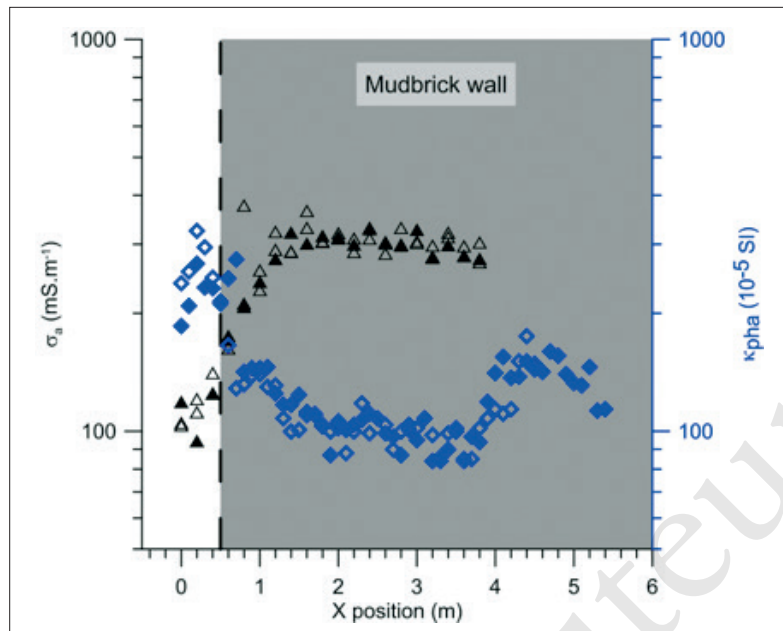 1000
1000
Mudbrick wall
σa (mS.m-1)
κpha (10-5 SI)
100
100
0 1 2 3 4 5 6
X position (m)